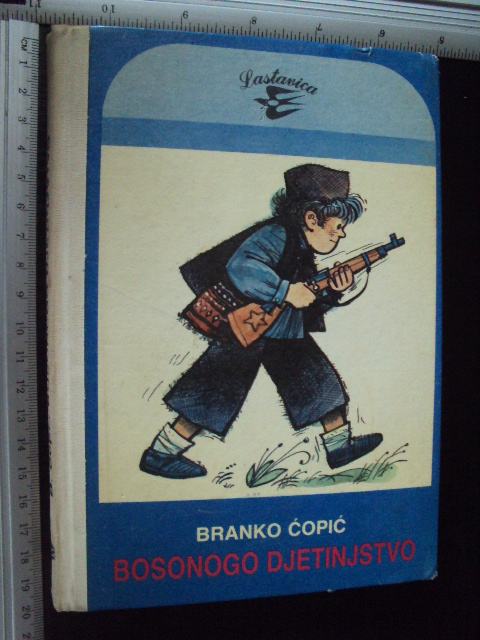 Lastavica
BRANKO ĆOPIĆ
BOSONOGO DJETINJSTVO